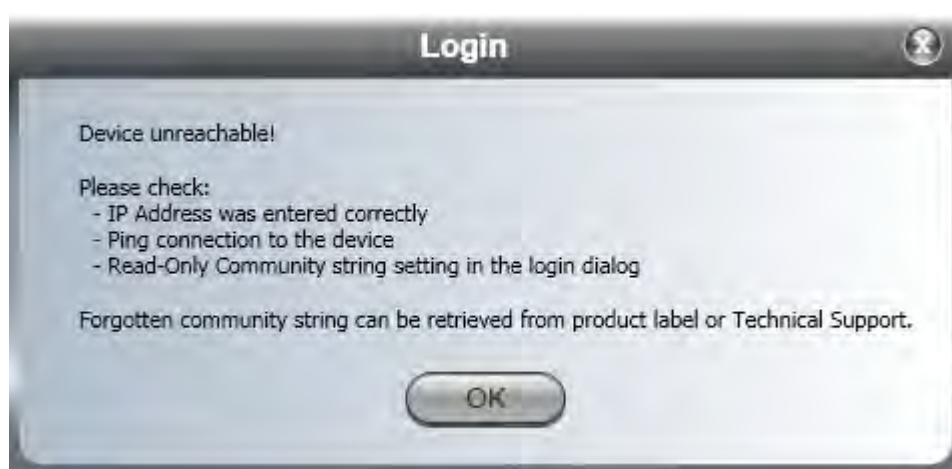 Login
Device unreachable!
Please check:
- IP Address was entered correctly
- Ping connection to the device
- Read-Only Community string setting in the login dialog
Forgotten community string can be retrieved from product label or Technical Support.
OK